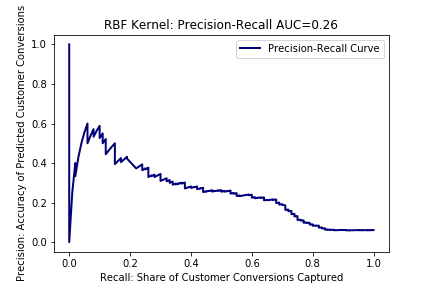 RBF Kernel: Precision-Recall AUC=0.26
Precision-Recall Curve
Precision: Accuracy of Predicted Customer Conversions
1.0
0.8
0.6
0.4
0.2
0.0
0.0 0.2 0.4 0.6 0.8 1.0
Recall: Share of Customer Conversions Captured